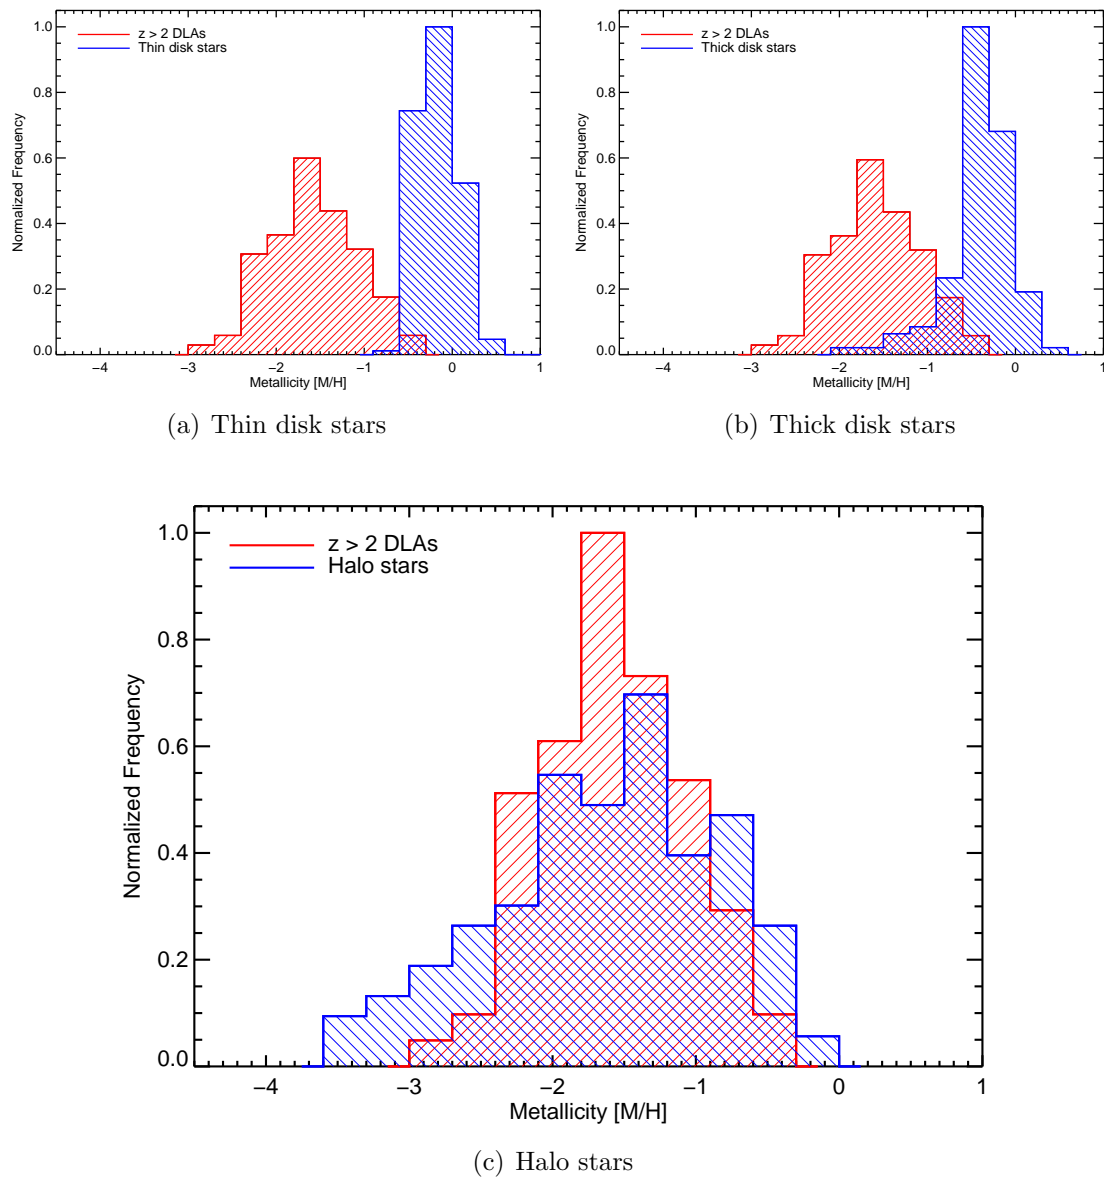 z > 2 DLAs
Thin disk stars
Normalized Frequency
1.0
0.8
0.6
0.4
0.2
0.0
−4 −3 −2 −1 0 1
Metallicity [M/H]
(a) Thin disk stars
z > 2 DLAs
Thick disk stars
Normalized Frequency
1.0
0.8
0.6
0.4
0.2
0.0
−4 −3 −2 −1 0 1
Metallicity [M/H]
(b) Thick disk stars
z > 2 DLAs
Halo stars
Normalized Frequency
1.0
0.8
0.6
0.4
0.2
0.0
−4 −3 −2 −1 0 1
Metallicity [M/H]
(c) Halo stars